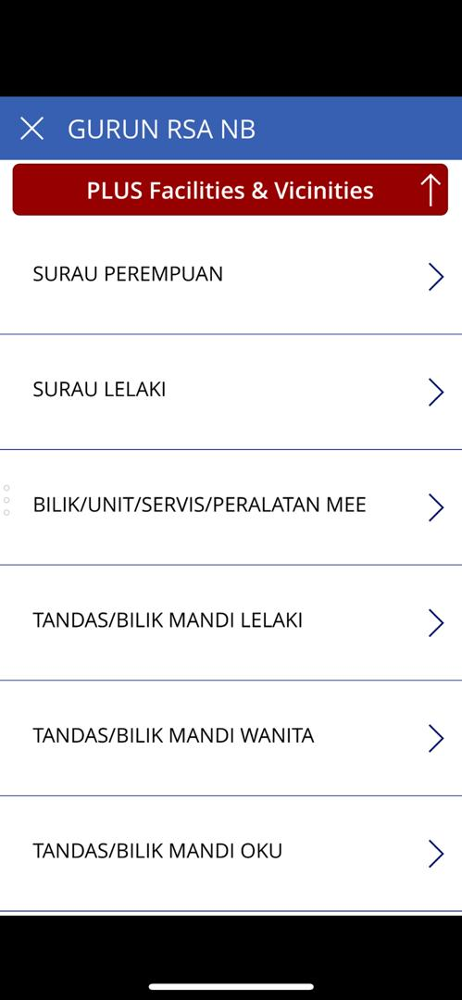 GURUN RSA NB
PLUS Facilities & Vicinities
SURAU PEREMPUAN
SURAU LELAKI
BILIK/UNIT/SERVIS/PERALATAN MEE
TANDAS/BILIK MANDI LELAKI
TANDAS/BILIK MANDI WANITA
TANDAS/BILIK MANDI OKU